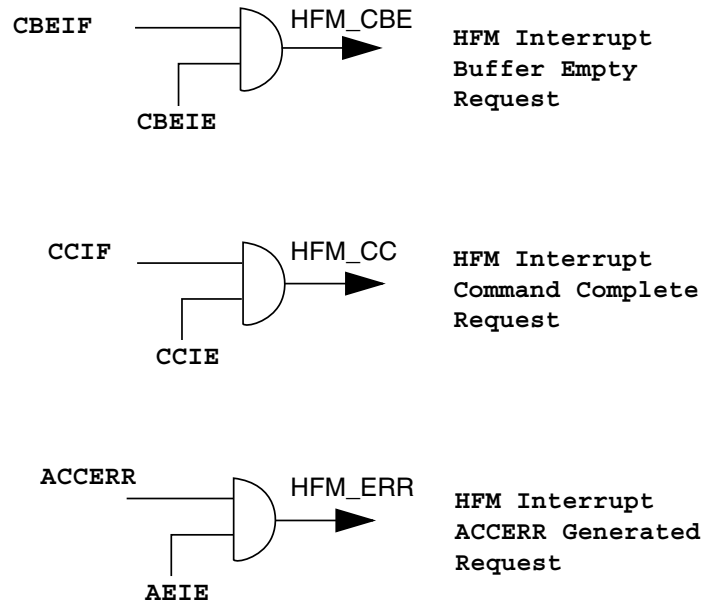 CBEIF
HFM_CBE
CBEIE
HFM Interrupt
Buffer Empty
Request
CCIF
HFM_CC
CCIE
HFM Interrupt
Command Complete
Request
ACCERR
HFM_ERR
AEIE
HFM Interrupt
ACCERR Generated
Request